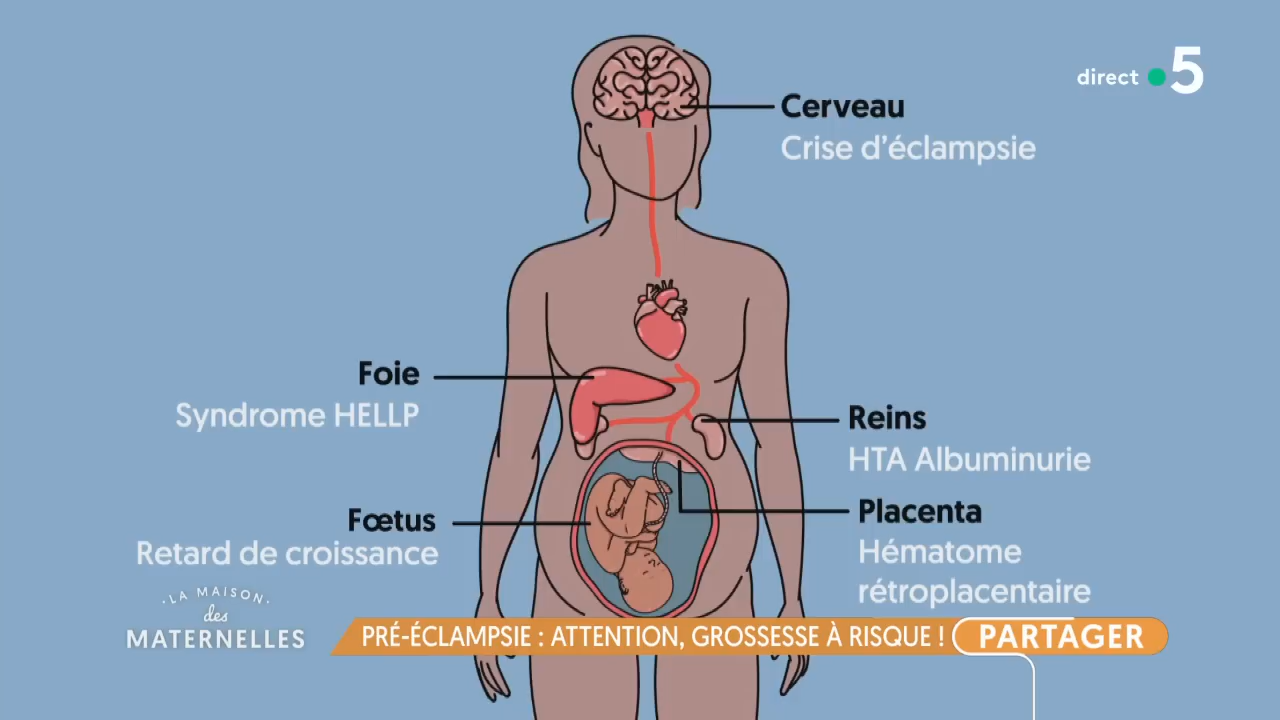 direct 5
Cerveau
Crise d'éclampsie
Foie
Syndrome HELLP
Reins
HTA Albuminurie
Fœtus
Retard de croissance
Placenta
Hématome
rétroplacentaire
.LA MAISON.
des
MATERNELLES
PRÉ-ÉCLAMPSIE : ATTENTION, GROSSESSE À RISQUE !
PARTAGER